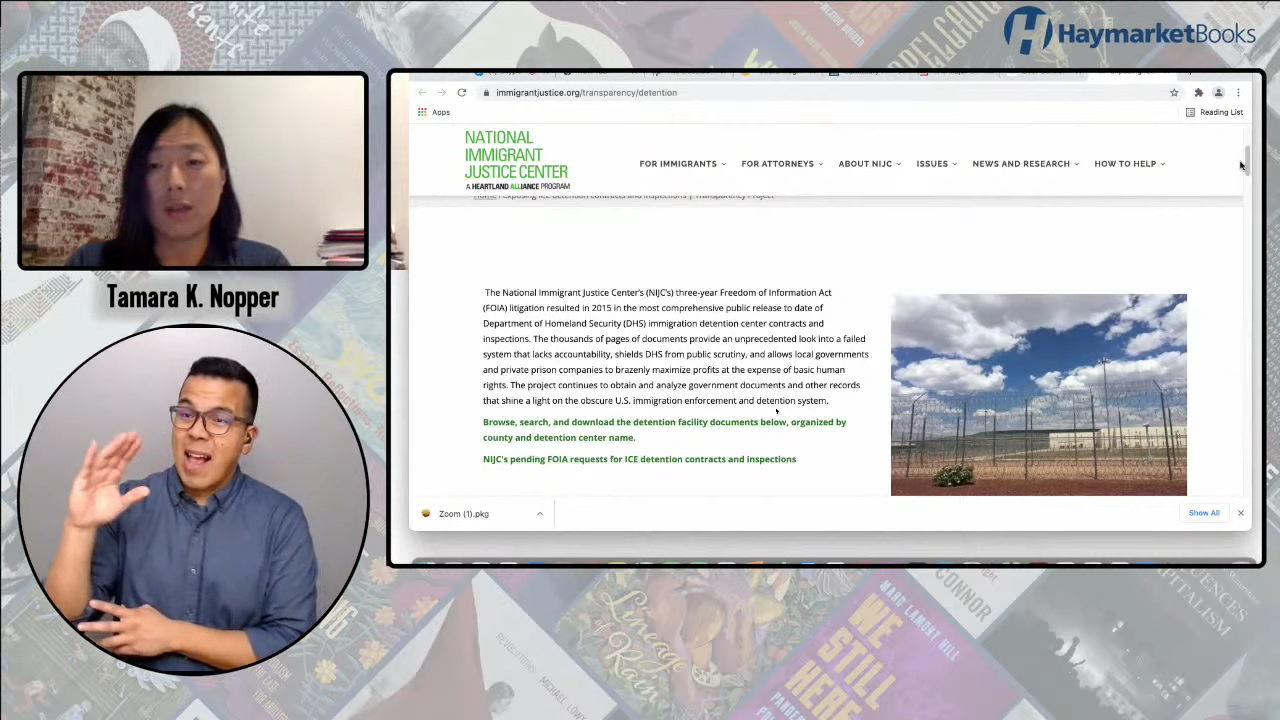 HaymarketBooks
immigrantjustice.org/transparency/detention
Apps
Reading List
NATIONAL
IMMIGRANT
JUSTICE CENTER
A HEARTLAND ALLIANCE PROGRAM
FOR IMMIGRANTS
FOR ATTORNEYS
ABOUT NIJC
ISSUES
NEWS AND RESEARCH
HOW TO HELP
The National Immigrant Justice Center's (NIJC's) three-year Freedom of Information Act
(FOIA) litigation resulted in 2015 in the most comprehensive public release to date of
Department of Homeland Security (DHS) immigration detention center contracts and
inspections. The thousands of pages of documents provide an unprecedented look into a failed
system that lacks accountability, shields DHS from public scrutiny, and allows local governments
and private prison companies to brazenly maximize profits at the expense of basic human
rights. The project continues to obtain and analyze government documents and other records
that shine a light on the obscure U.S. immigration enforcement and detention system.
Browse, search, and download the detention facility documents below, organized by
county and detention center name.
NIJC's pending FOIA requests for ICE detention contracts and inspections
Zoom (1).pkg
Show All
Tamara K. Nopper
Lineage
of Rain
MARC LAMONT HILL
WE
STILL
HERE
CONNOR
CAPITALISM